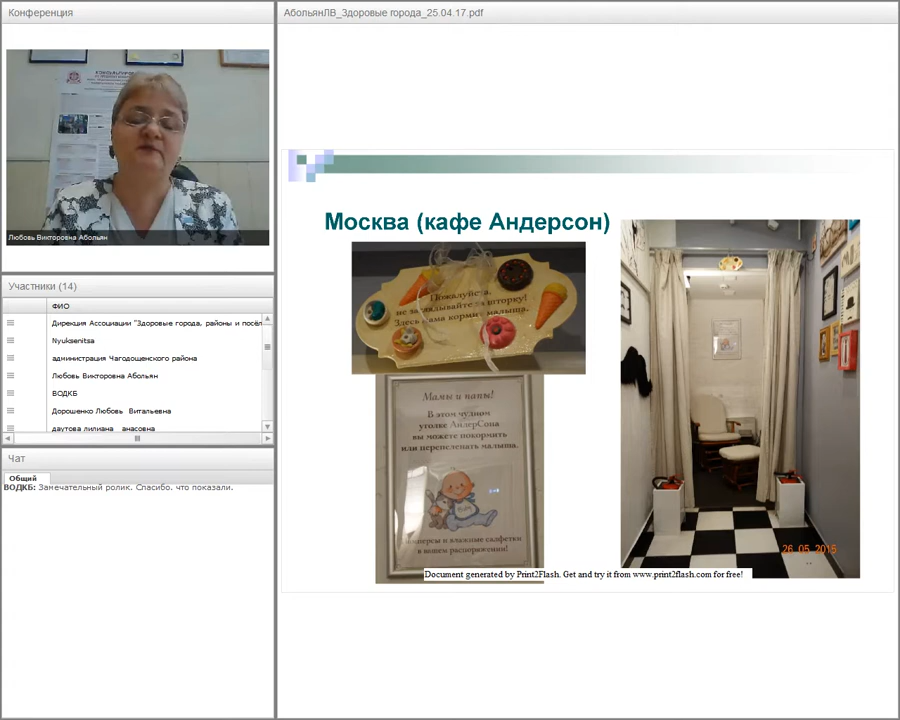 Конференция
Любовь Викторовна Абольян
Участники (14)
ФИО
Дирекция Ассоциации "Здоровые города, районы и посёл
Nyuksenitsa
администрация Чагодощенского района
Любовь Викторовна Абольян
ВОДКБ
Дорошенко Любовь Витальевна
даутова лилиана анасовна
Чат
Общий
ВОДКБ: Замечательный ролик. Спасибо. что показали.
АбольянЛВ_Здоровые города_25.04.17.pdf
Москва (кафе Андерсон)
Пожалуйста,
не заглядывайте за шторку!
Здесь мама кормит малыша.
Мамы и папы!
В этом чудном
уголке АндерСона
вы можете покормить
или перепеленать малыша.
и влажные салфетки
в вашем распоряжении!
26.05.2015
Document generated by Print2Flash. Get and try it from www.print2flash.com for free!